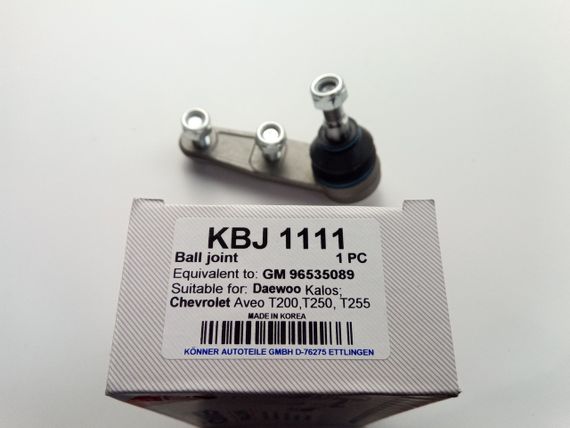 KBJ 1111
Ball joint 1 PC
Equivalent to: GM 96535089
Suitable for: Daewoo Kalos;
Chevrolet Aveo T200,T250, T255
MADE IN KOREA
KÖNNER AUTOTEILE GMBH D-76275 ETTLINGEN